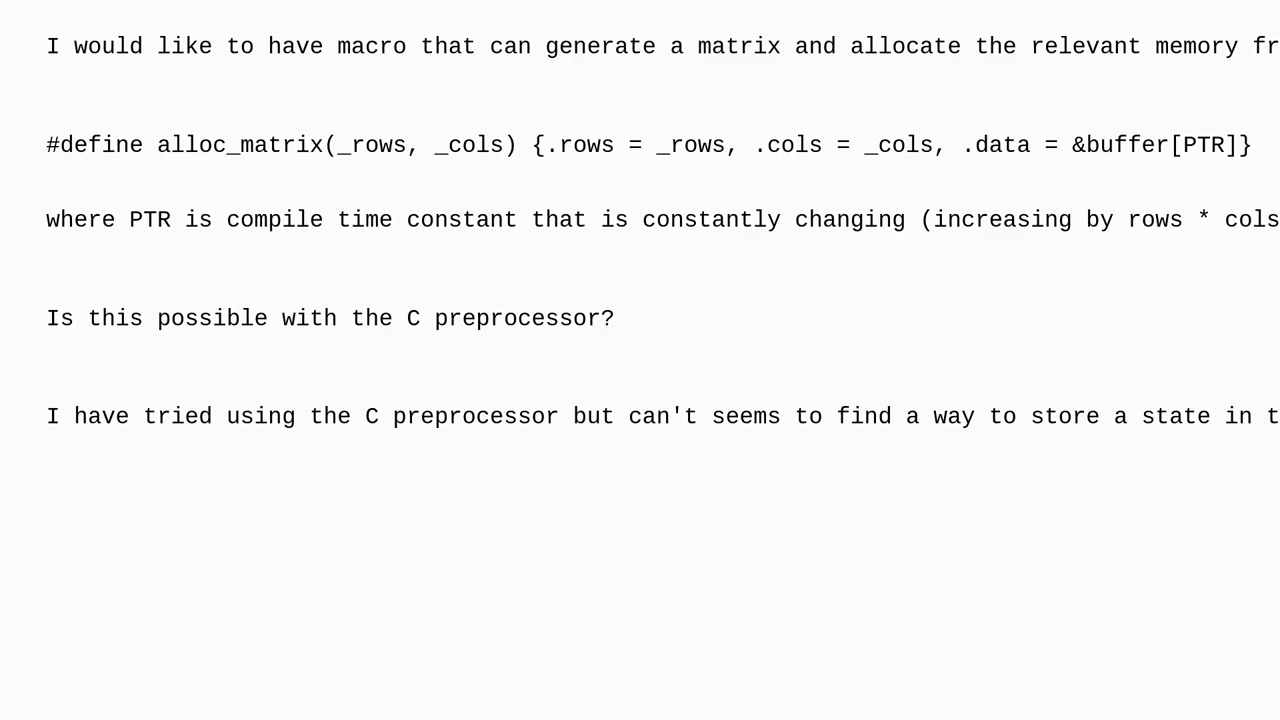 I would like to have macro that can generate a matrix and allocate the relevant memory
#define alloc_matrix(_rows, _cols) {.rows = _rows, .cols = _cols, .data = &buffer[PTR]}
where PTR is compile time constant that is constantly changing (increasing by rows * cols
Is this possible with the C preprocessor?
I have tried using the C preprocessor but can't seems to find a way to store a state in